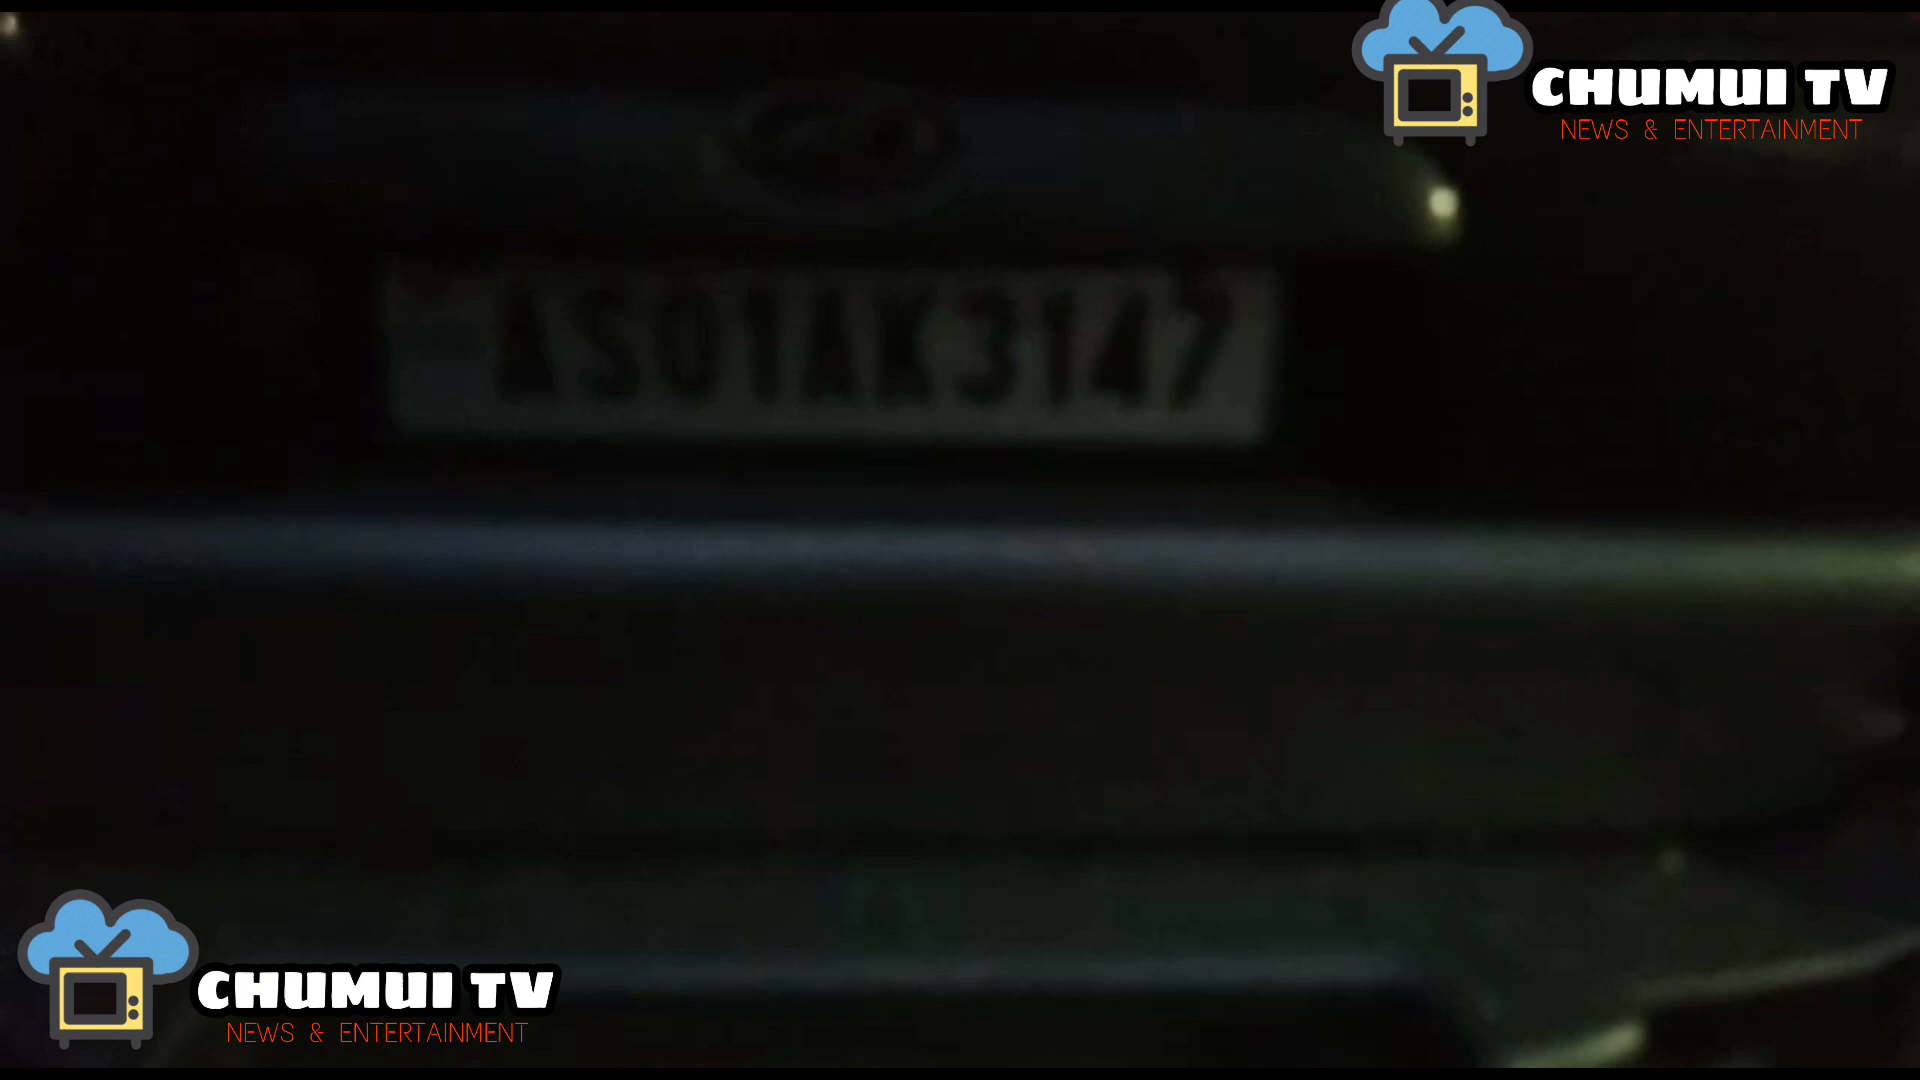 CHUMUI TV
NEWS & ENTERTAINMENT
AS01AK3147
CHUMUI TV
NEWS & ENTERTAINMENT